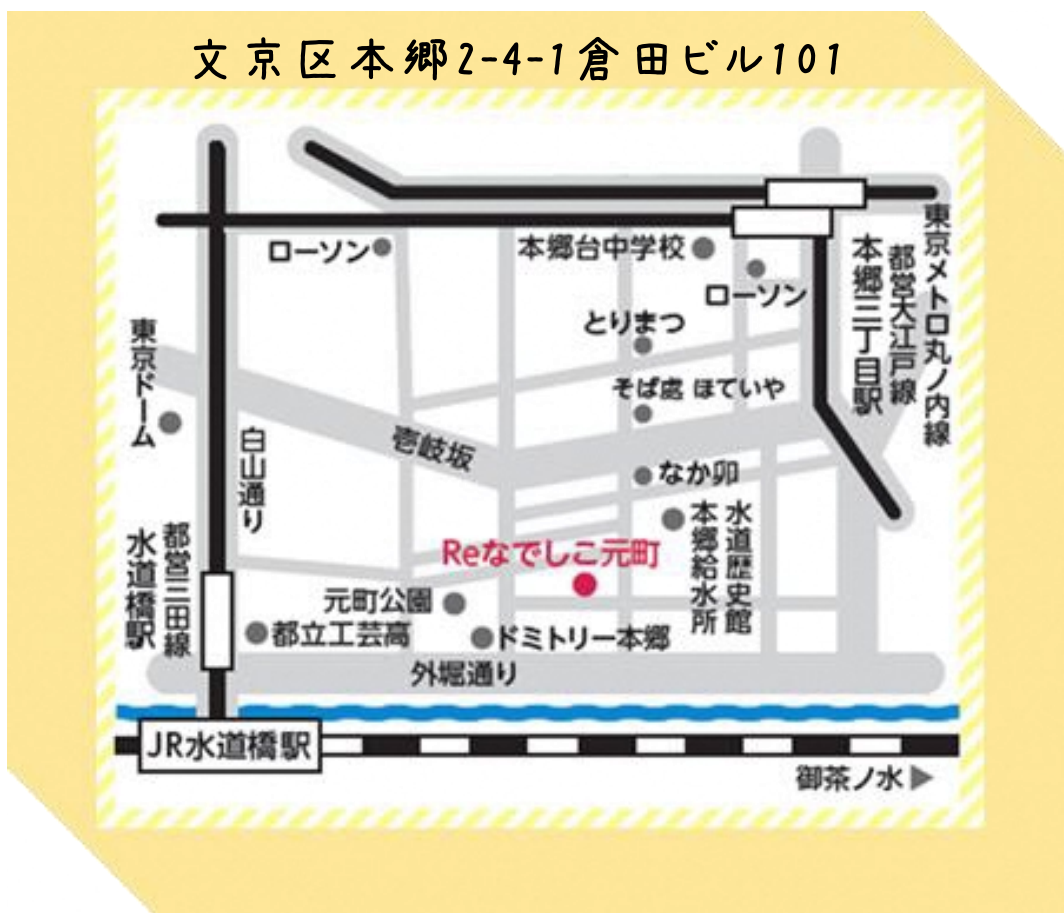 文京区本郷2-4-1倉田ビル101
ローソン
本郷台中学校
ローソン
東京メトロ丸ノ内線
都営大江戸線
本郷三丁目駅
とりまつ
東京ドーム
そば處 ほていや
白山通り
壱岐坂
なか卯
水道歴史館
本郷給水所
都営三田線
水道橋駅
Reなでしこ元町
元町公園
都立工芸高
ドミトリー本郷
外堀通り
JR水道橋駅
御茶ノ水▶